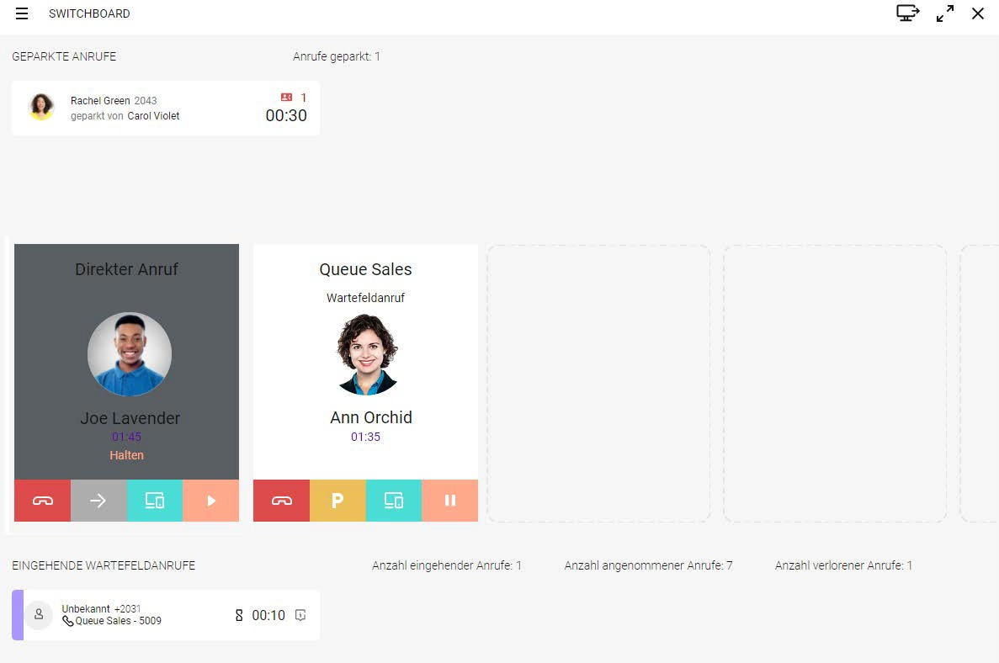 SWITCHBOARD
GEPARKTE ANRUFE
Anrufe geparkt: 1
Rachel Green 2043
1
geparkt von Carol Violet
00:30
Direkter Anruf
Joe Lavender
01:45
Halten
Queue Sales
Wartefeldanruf
Ann Orchid
01:35
P
EINGEHENDE WARTEFELDANRUFE
Anzahl eingehender Anrufe: 1
Anzahl angenommener Anrufe: 7
Anzahl verlorener Anrufe: 1
Unbekannt +2031
Queue Sales - 5009
00:10